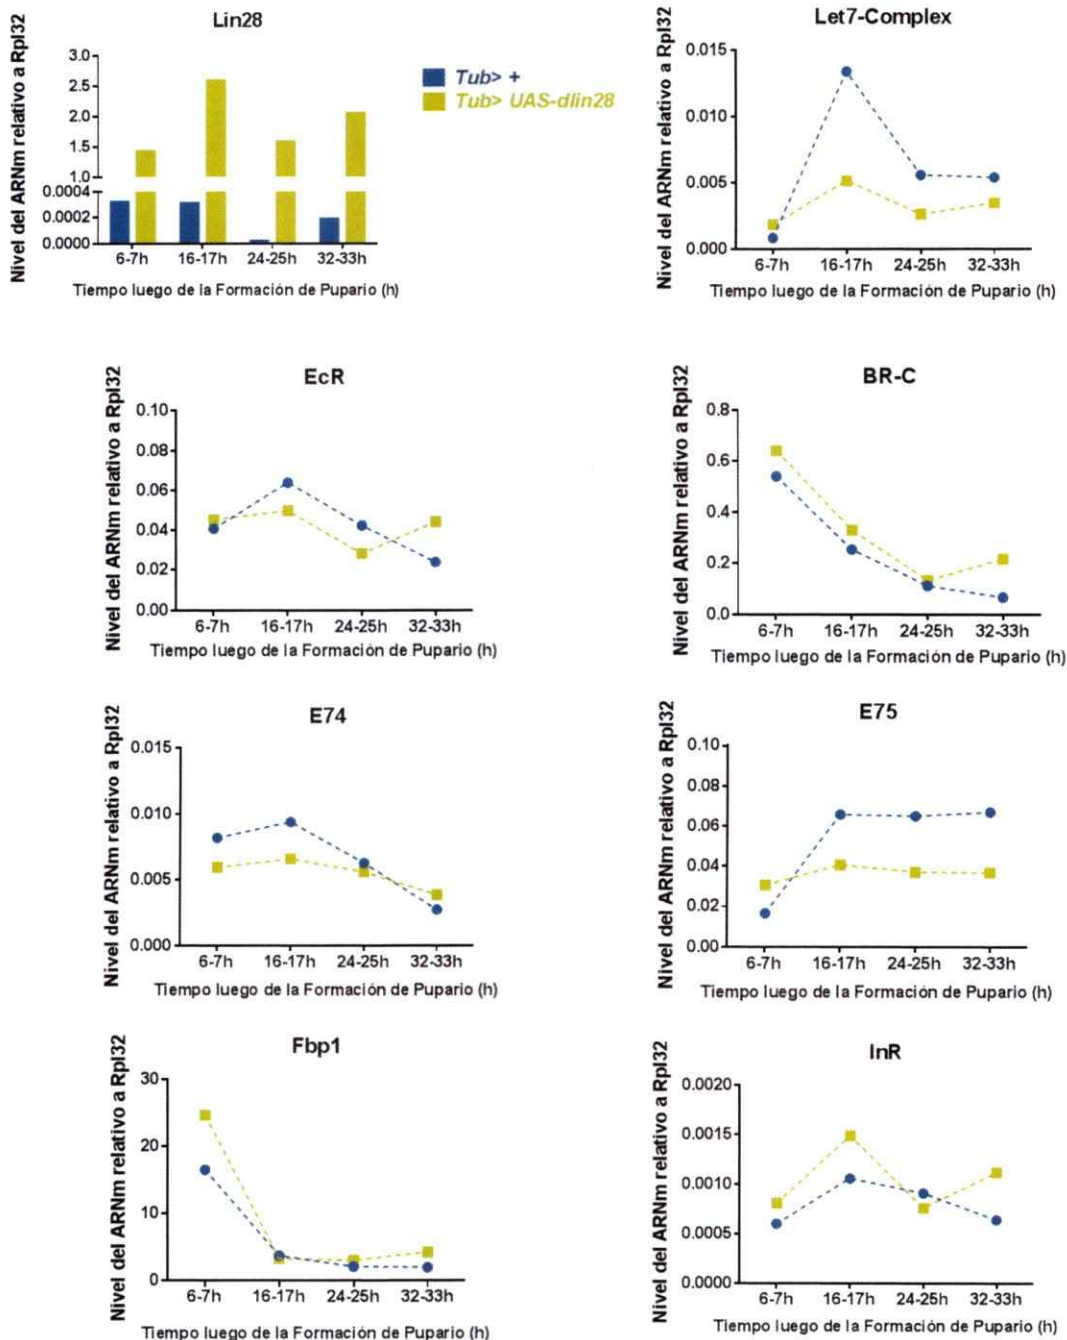 Lin28
Nivel del ARNm relativo a Rpl32
3.0
2.5
2.0
1.5
1.0
0.0004
0.0002
0.0000
6-7h 16-17h 24-25h 32-33h
Tiempo luego de la Formación de Pupario (h)
Tub> +
Tub> UAS-dlin28
Let7-Complex
Nivel del ARNm relativo a Rpl32
0.015
0.010
0.005
0.000
6-7h 16-17h 24-25h 32-33h
Tiempo luego de la Formación de Pupario (h)
EcR
Nivel del ARNm relativo a Rpl32
0.10
0.08
0.06
0.04
0.02
0.00
6-7h 16-17h 24-25h 32-33h
Tiempo luego de la Formación de Pupario (h)
BR-C
Nivel del ARNm relativo a Rpl32
0.8
0.6
0.4
0.2
0.0
6-7h 16-17h 24-25h 32-33h
Tiempo luego de la Formación de Pupario (h)
E74
Nivel del ARNm relativo a Rpl32
0.015
0.010
0.005
0.000
6-7h 16-17h 24-25h 32-33h
Tiempo luego de la Formación de Pupario (h)
E75
Nivel del ARNm relativo a Rpl32
0.10
0.08
0.06
0.04
0.02
0.00
6-7h 16-17h 24-25h 32-33h
Tiempo luego de la Formación de Pupario (h)
Fbp1
Nivel del ARNm relativo a Rpl32
30
20
10
0
6-7h 16-17h 24-25h 32-33h
Tiempo luego de la Formación de Pupario (h)
InR
Nivel del ARNm relativo a Rpl32
0.0020
0.0015
0.0010
0.0005
0.0000
6-7h 16-17h 24-25h 32-33h
Tiempo luego de la Formación de Pupario (h)